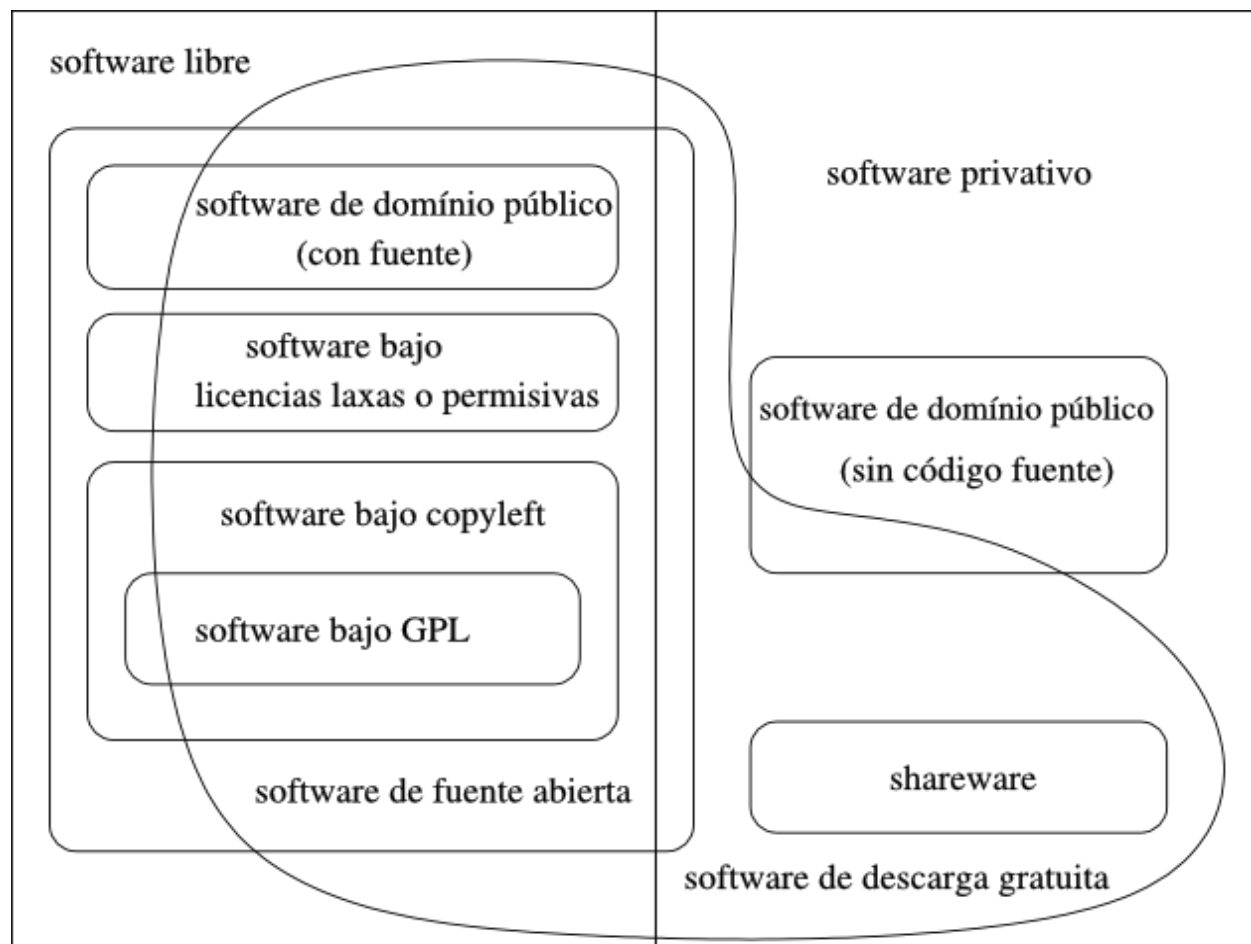 software libre
software de domínio público
(con fuente)
software bajo
licencias laxas o permisivas
software bajo copyleft
software bajo GPL
software de fuente abierta
software privativo
software de domínio público
(sin código fuente)
shareware
software de descarga gratuita